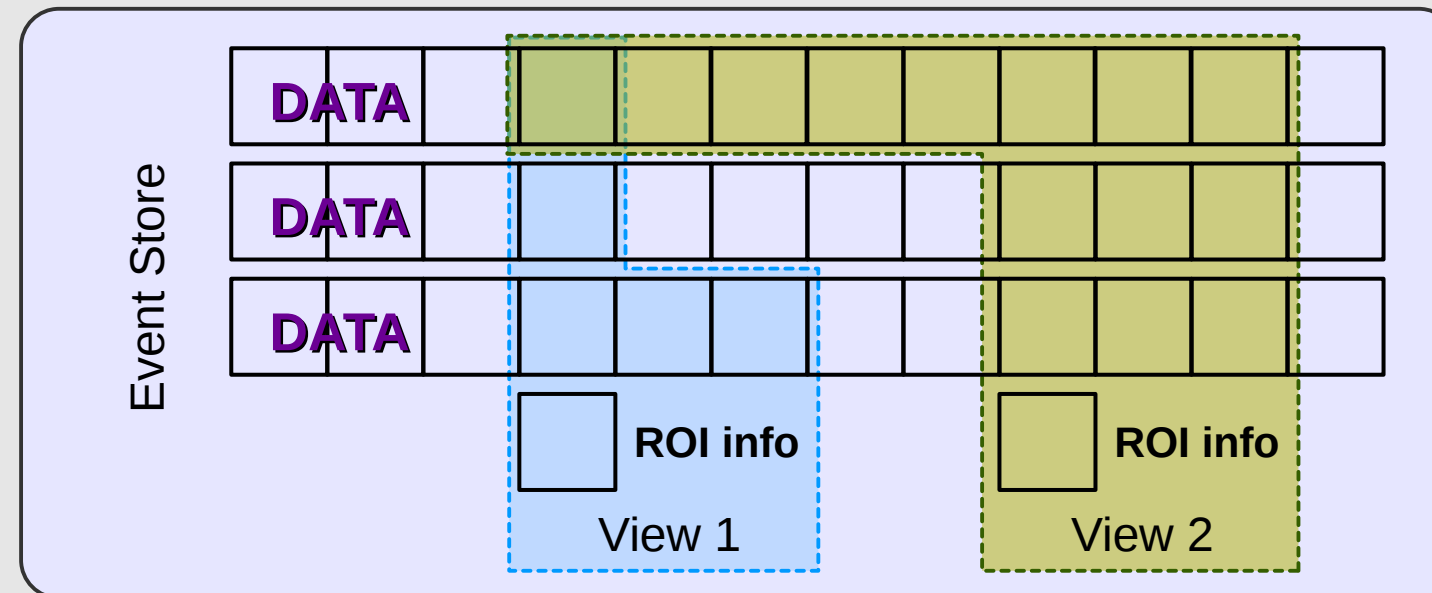 Event Store
DATA
DATA
DATA
ROI info
ROI info
View 1
View 2